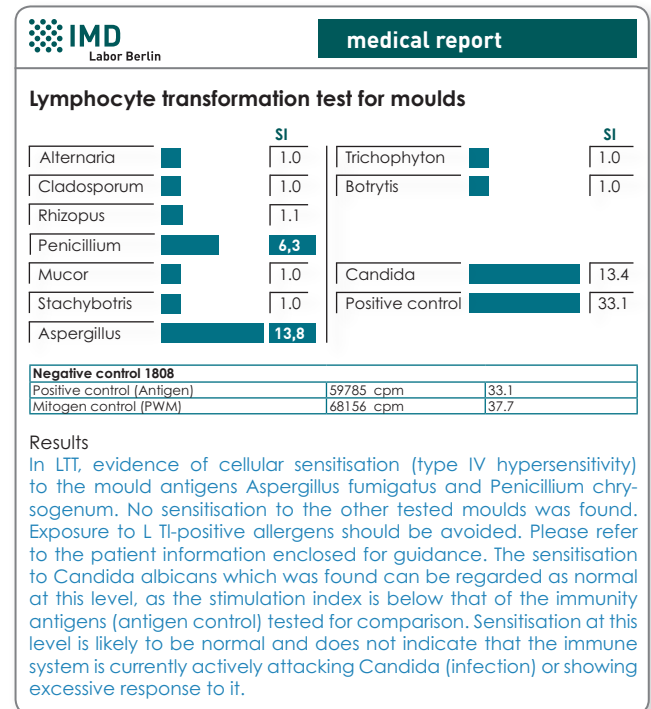 IMD
Labor Berlin
medical report
Lymphocyte transformation test for moulds
SI
Alternaria 1.0
Cladosporum 1.0
Rhizopus 1.1
Penicillium 6,3
Mucor 1.0
Stachybotris 1.0
Aspergillus 13,8
SI
Trichophyton 1.0
Botrytis 1.0
Candida 13.4
Positive control 33.1
Negative control 1808
Positive control (Antigen) 59785 cpm 33.1
Mitogen control (PWM) 68156 cpm 37.7
Results
In LTT, evidence of cellular sensitisation (type IV hypersensitivity)
to the mould antigens Aspergillus fumigatus and Penicillium chry-
sogenum. No sensitisation to the other tested moulds was found.
Exposure to L TI-positive allergens should be avoided. Please refer
to the patient information enclosed for guidance. The sensitisation
to Candida albicans which was found can be regarded as normal
at this level, as the stimulation index is below that of the immunity
antigens (antigen control) tested for comparison. Sensitisation at this
level is likely to be normal and does not indicate that the immune
system is currently actively attacking Candida (infection) or showing
excessive response to it.